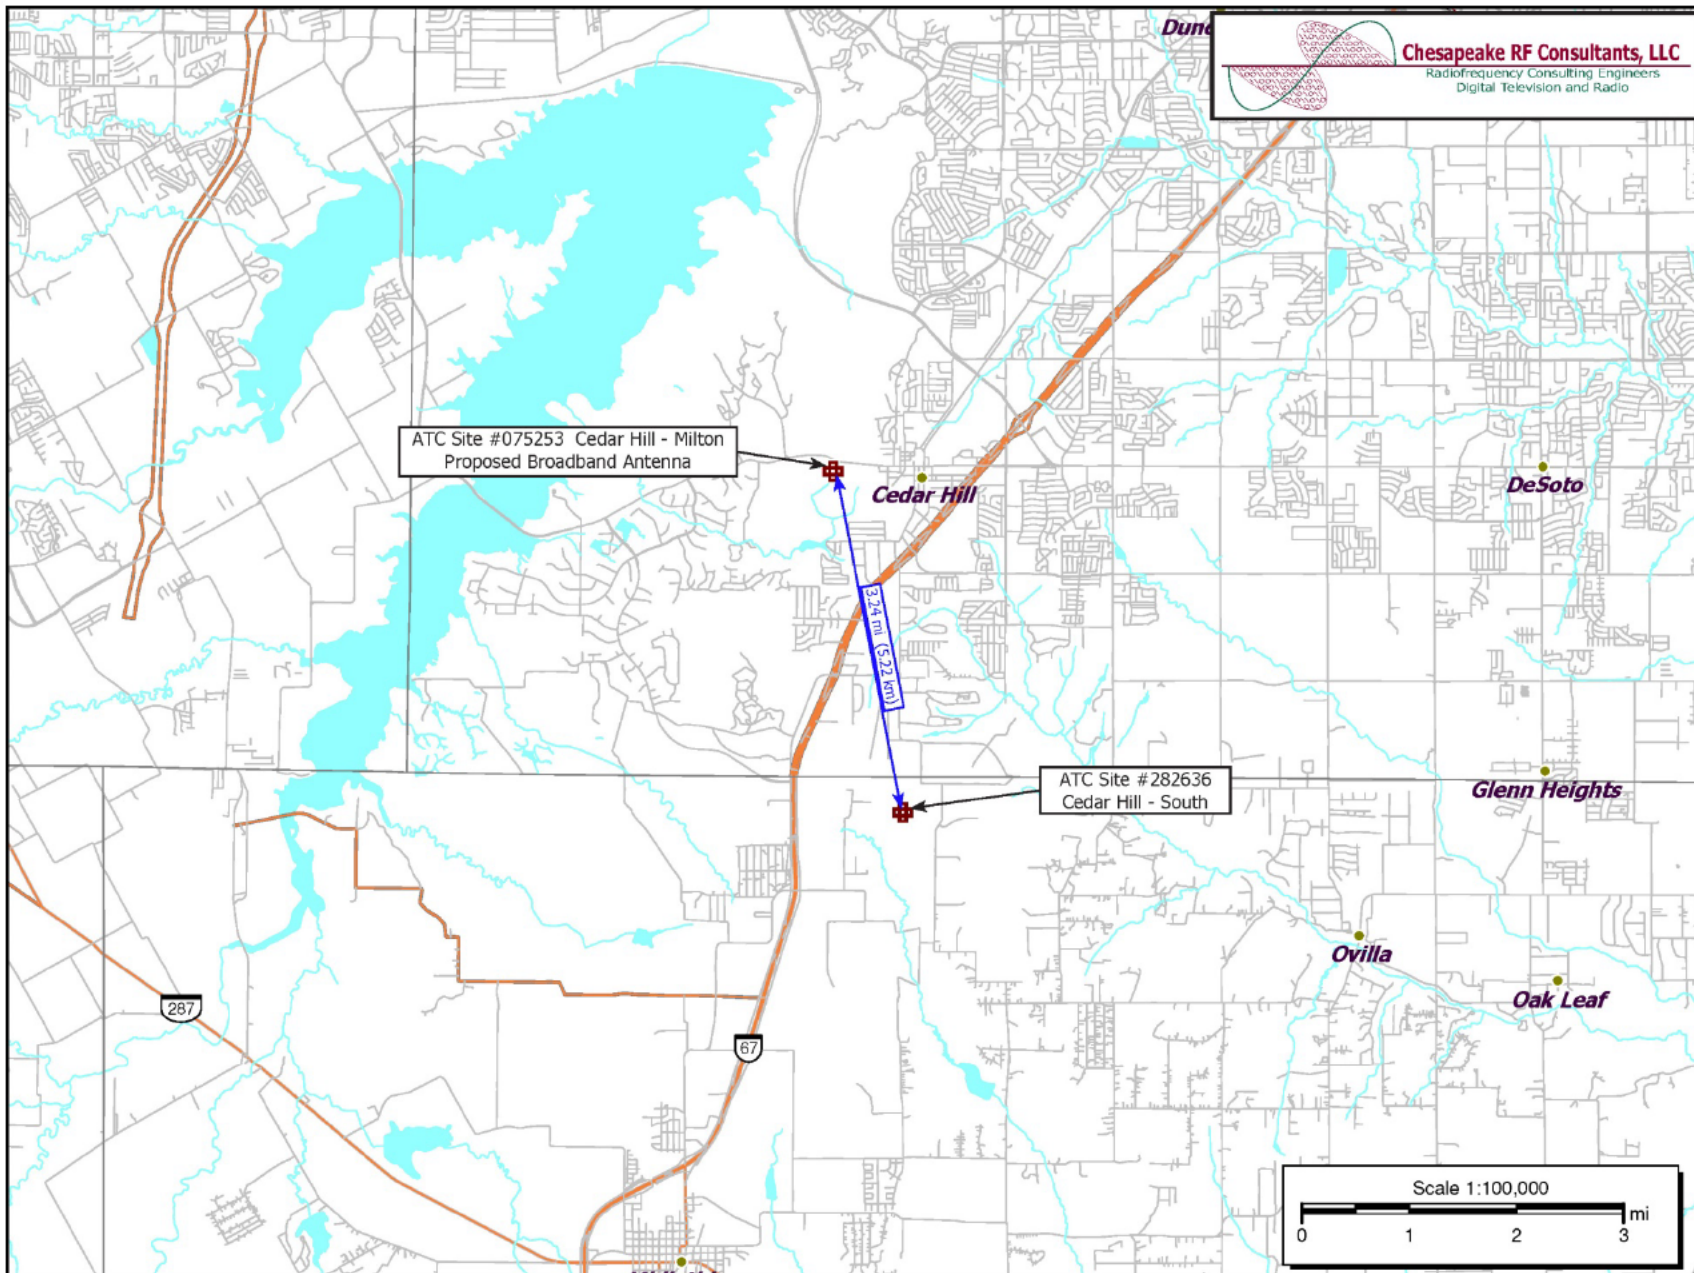 Chesapeake RF Consultants, LLC
Radiofrequency Consulting Engineers
Digital Television and Radio
ATC Site #075253 Cedar Hill - Milton
Proposed Broadband Antenna
Cedar Hill
DeSoto
3.24 mi (5.22 km)
ATC Site #282636
Cedar Hill - South
Glenn Heights
Ovilla
Oak Leaf
287
67
Scale 1:100,000
mi
0 1 2 3